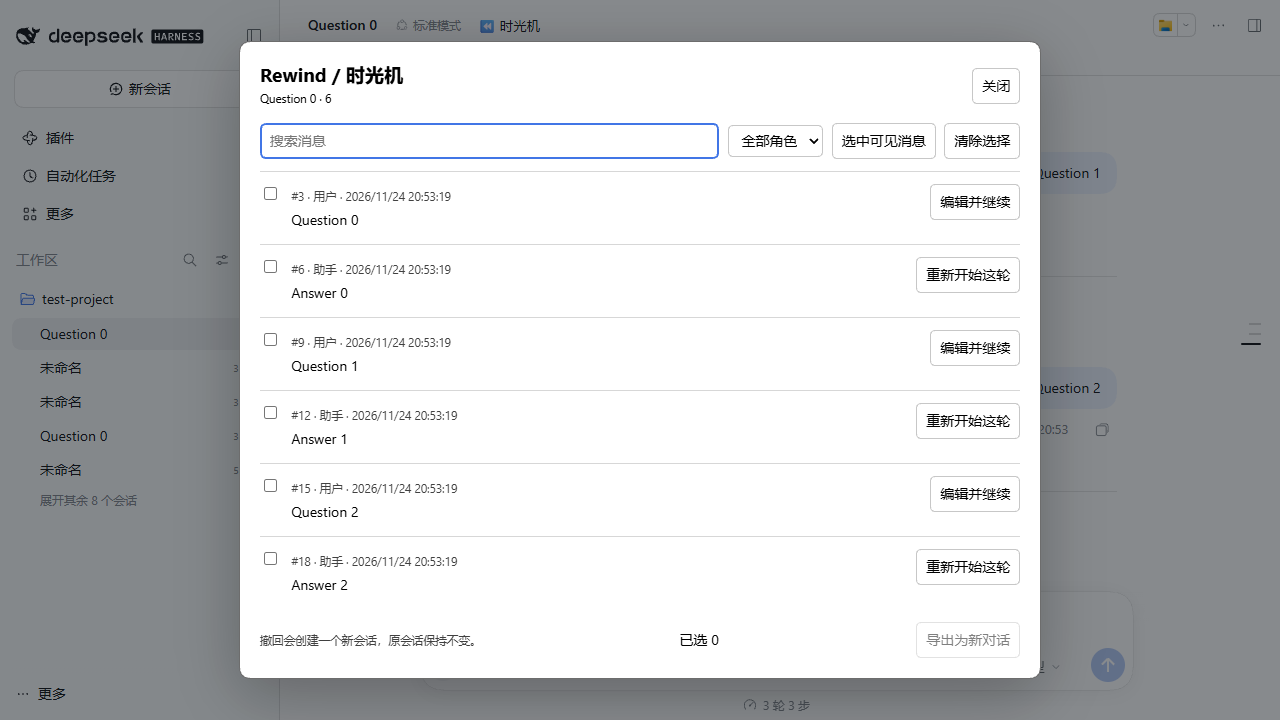 deepseek HARNESS
新会话
插件
自动化任务
更多
工作区
test-project
Question 0
未命名 3
未命名 3
Question 0 3
未命名 5
展开其余 8 个会话
更多
Question 0 标准模式 时光机
Question 1
Question 2
20:53
3 轮 3 步
Rewind / 时光机
Question 0 · 6
关闭
搜索消息 全部角色 选中可见消息 清除选择
#3 · 用户 · 2026/11/24 20:53:19
Question 0
编辑并继续
#6 · 助手 · 2026/11/24 20:53:19
Answer 0
重新开始这轮
#9 · 用户 · 2026/11/24 20:53:19
Question 1
编辑并继续
#12 · 助手 · 2026/11/24 20:53:19
Answer 1
重新开始这轮
#15 · 用户 · 2026/11/24 20:53:19
Question 2
编辑并继续
#18 · 助手 · 2026/11/24 20:53:19
Answer 2
重新开始这轮
撤回会创建一个新会话，原会话保持不变。 已选 0 导出为新对话